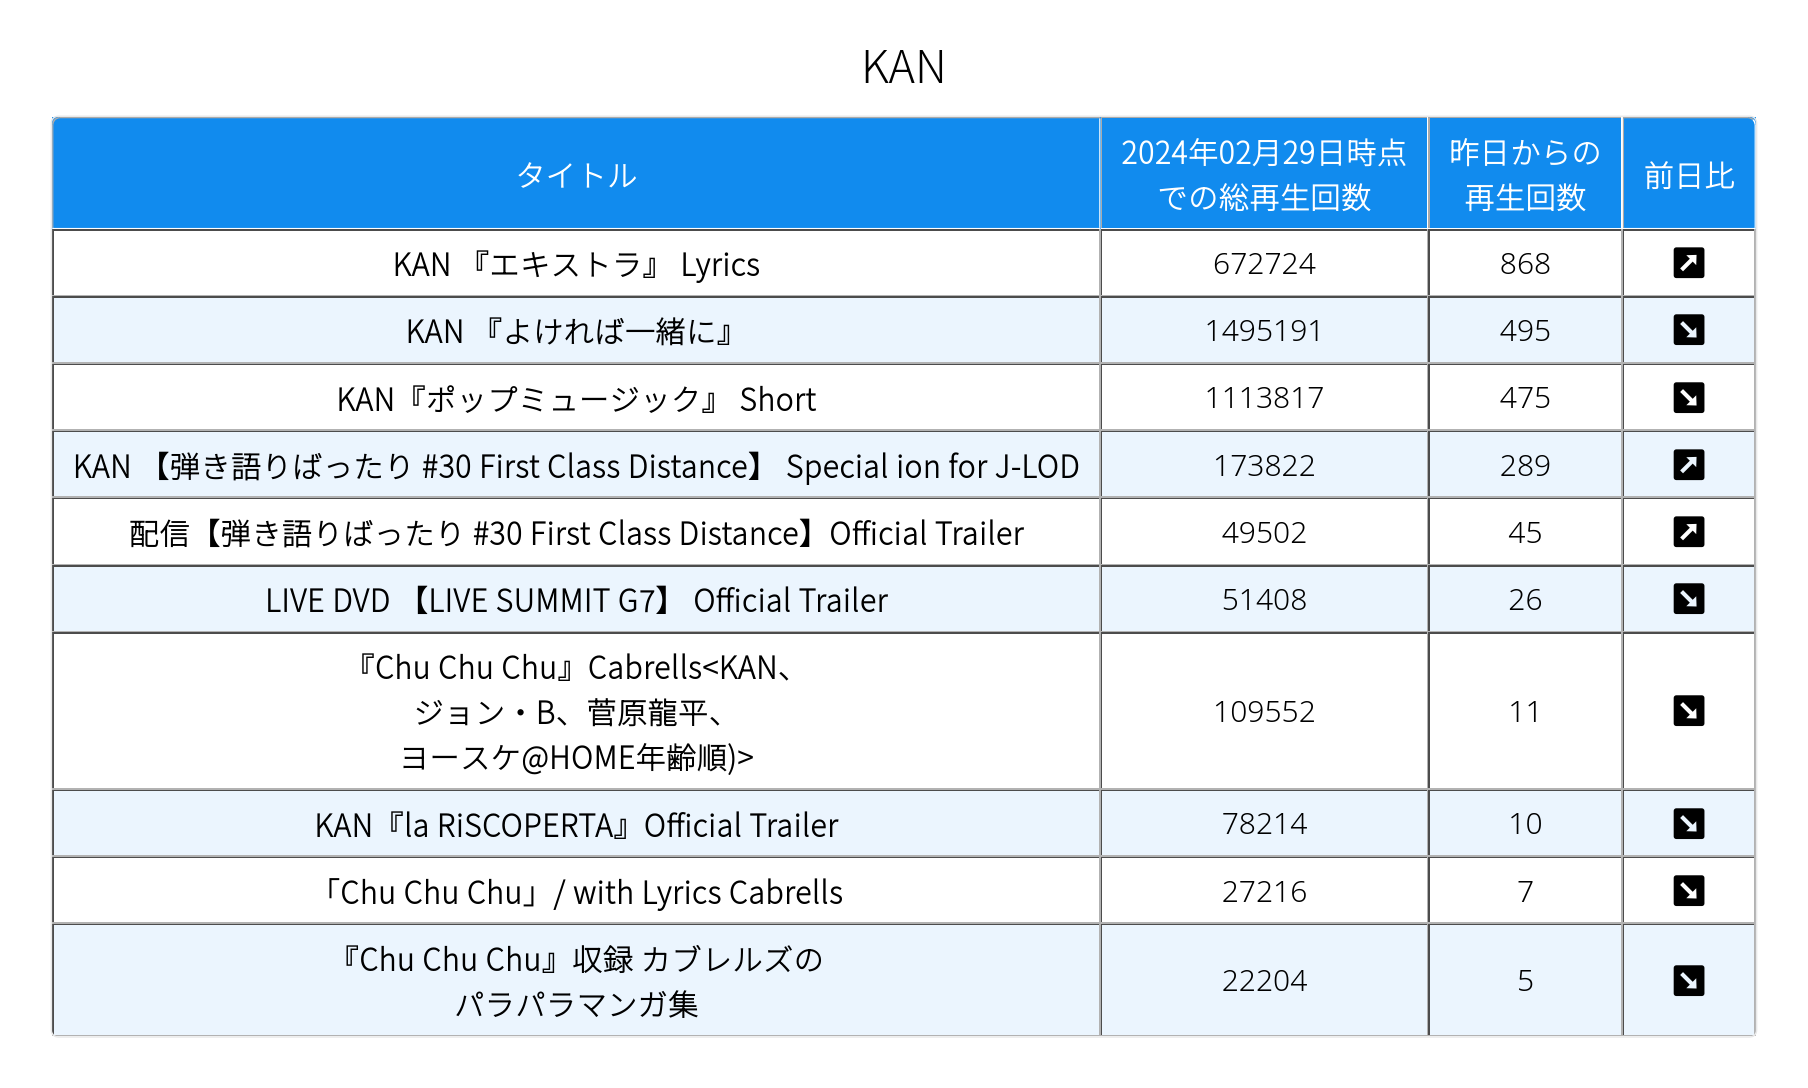 KAN
タイトル
2024年02月29日時点
での総再生回数
昨日からの
再生回数
前日比
KAN 『エキストラ』 Lyrics 672724 868
KAN 『よければ一緒に』 1495191 495
KAN『ポップミュージック』 Short 1113817 475
KAN 【弾き語りばったり #30 First Class Distance】 Special ion for J-LOD 173822 289
配信【弾き語りばったり #30 First Class Distance】Official Trailer 49502 45
LIVE DVD 【LIVE SUMMIT G7】 Official Trailer 51408 26
『Chu Chu Chu』Cabrells<KAN、
ジョン・B、菅原龍平、
ヨースケ@HOME年齢順)>
109552 11
KAN『la RiSCOPERTA』Official Trailer 78214 10
「Chu Chu Chu」/ with Lyrics Cabrells 27216 7
『Chu Chu Chu』収録 カブレルズの
パラパラマンガ集
22204 5